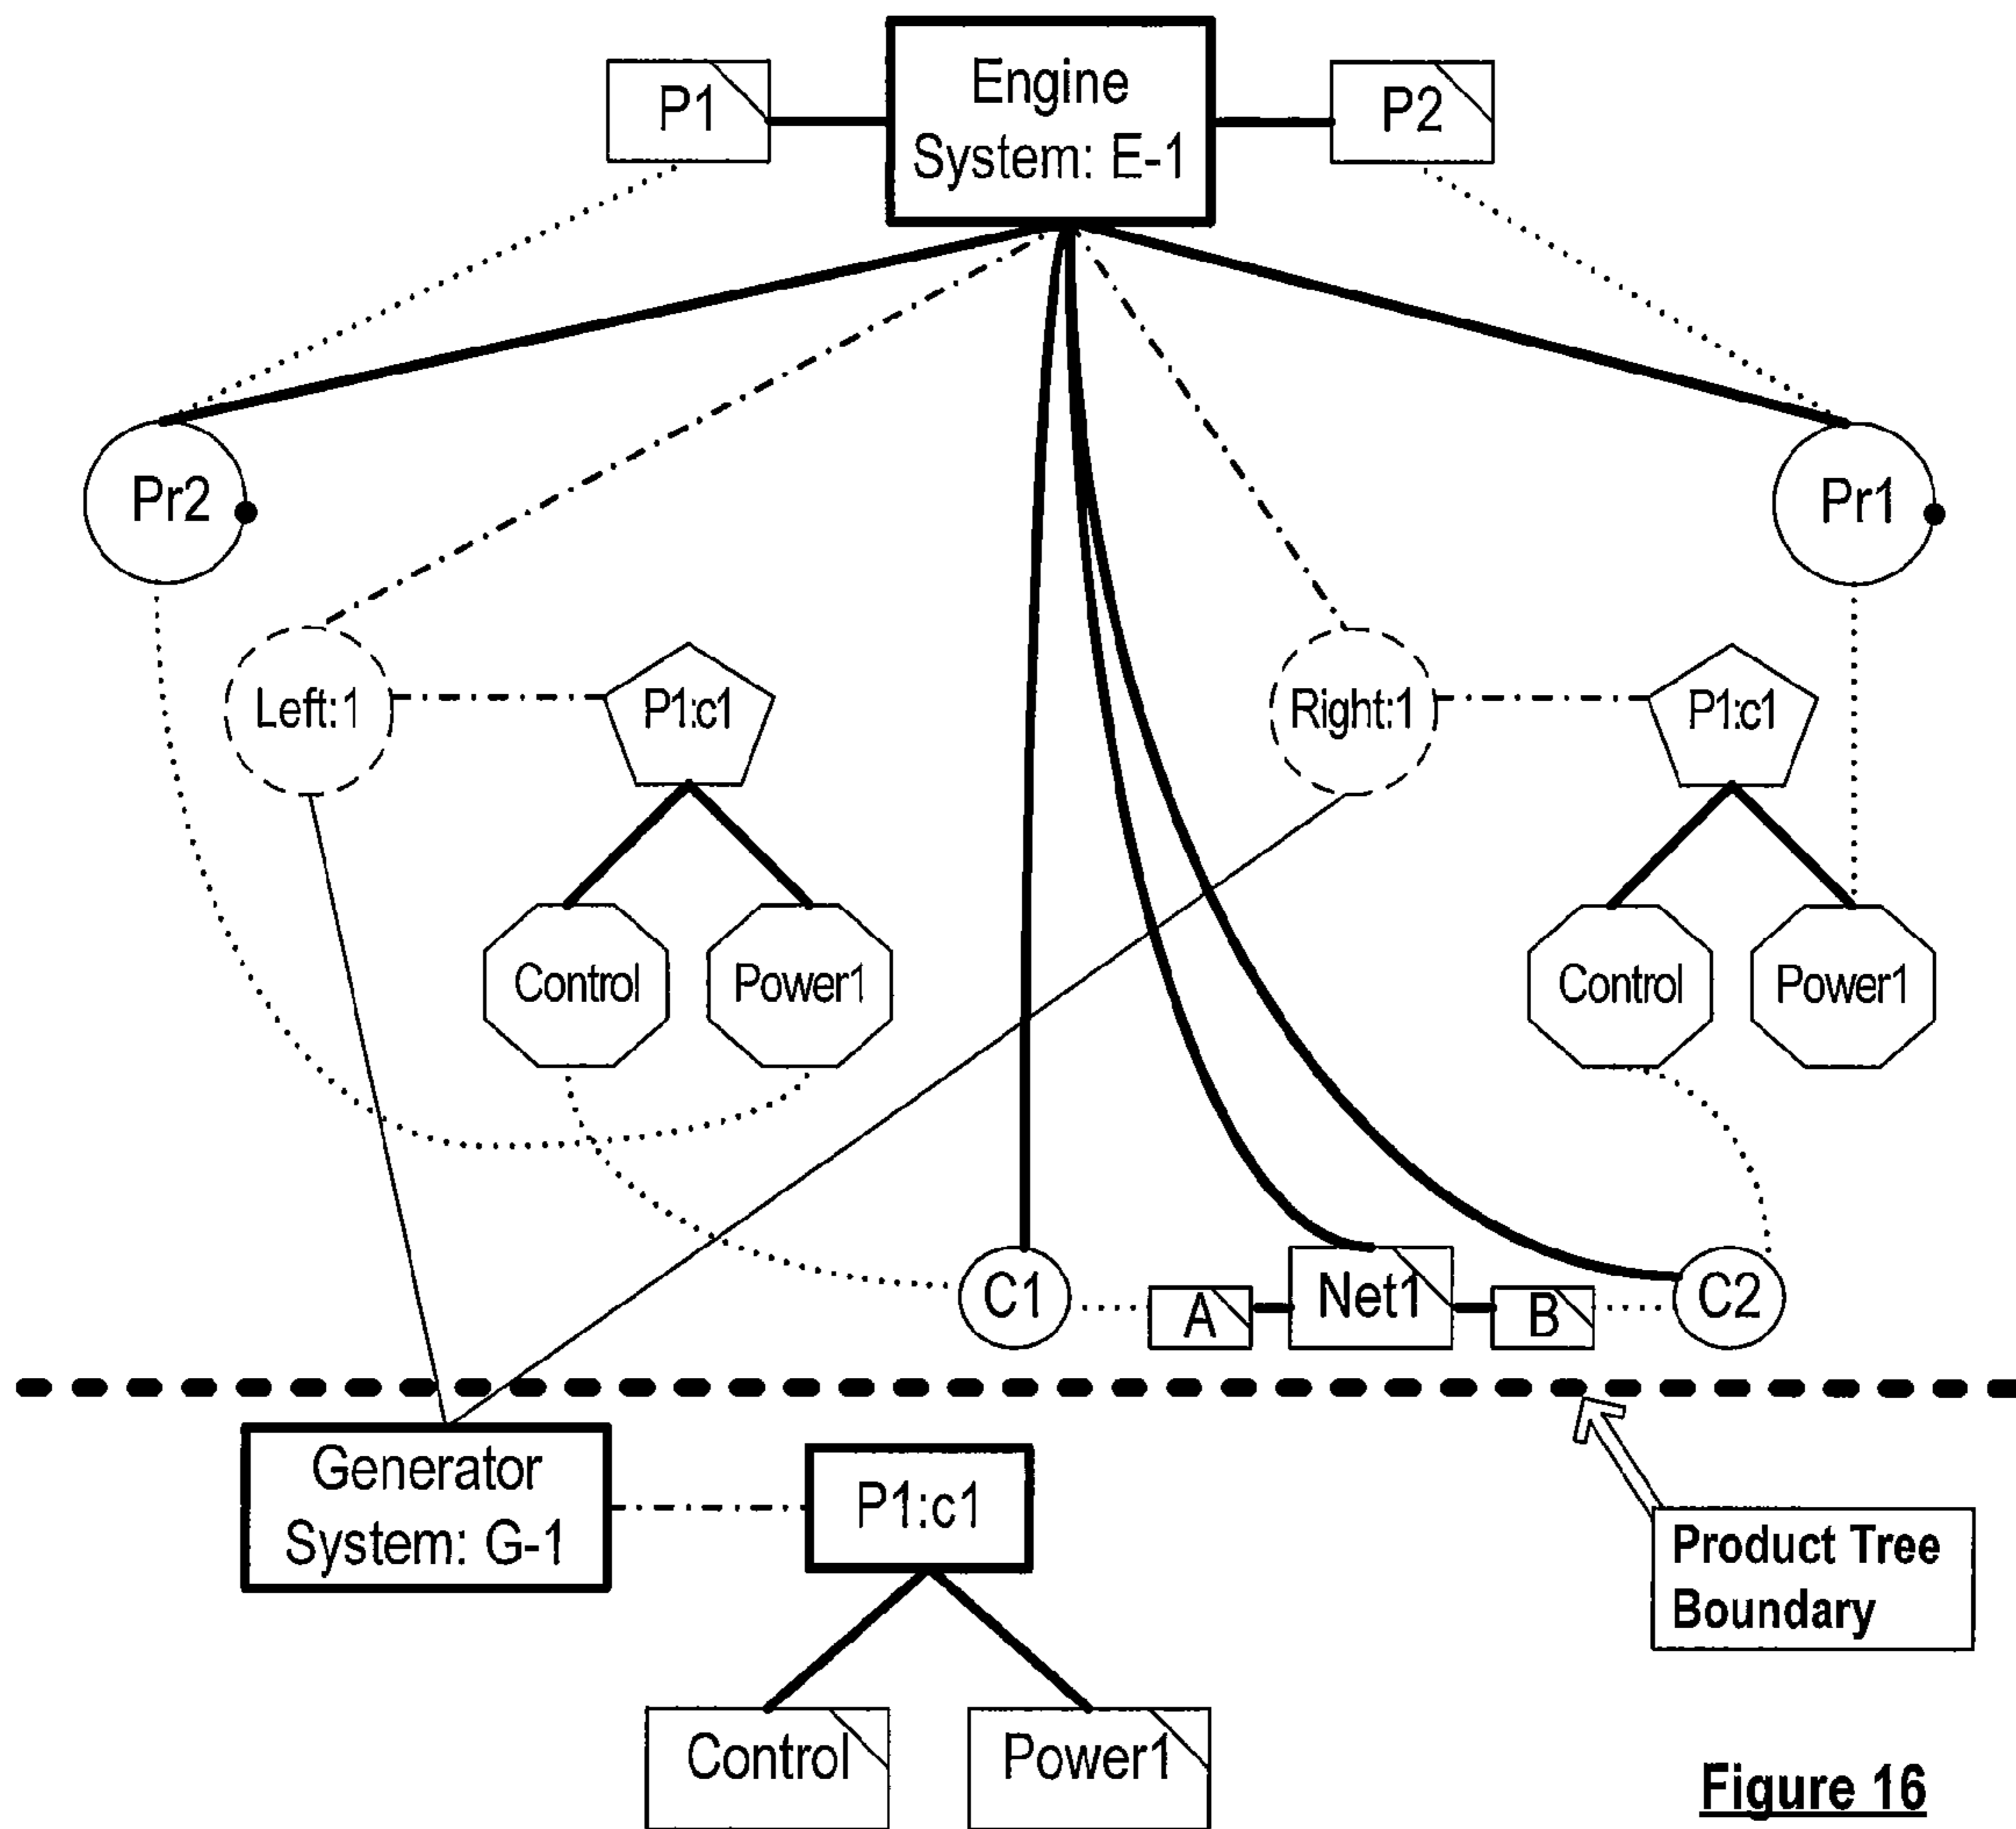 P1
Engine
System: E-1
P2
Pr2
Pr1
Left:1
P1:c1
Right:1
P1:c1
Control
Power1
Control
Power1
C1
A
Net1
B
C2
Generator
System: G-1
P1:c1
Product Tree
Boundary
Control
Power1
Figure 16